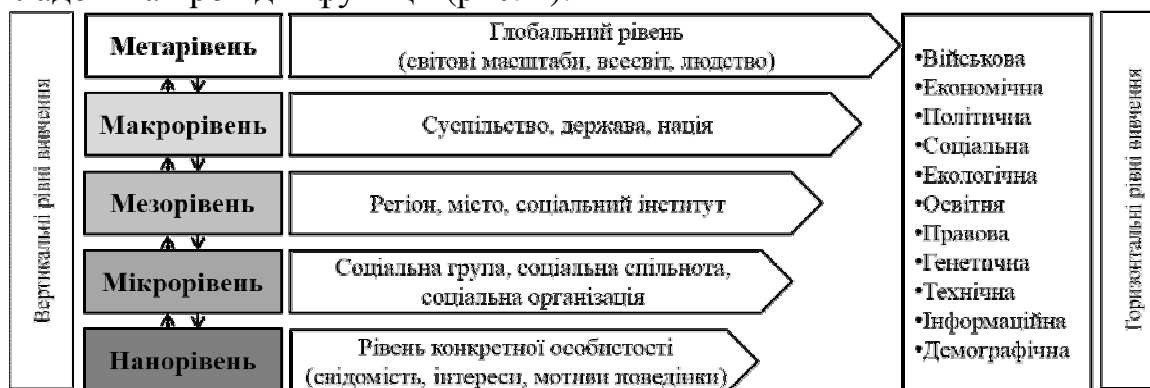 Вертикальні рівні вивчення
Метарівень
Глобальний рівень
(світові масштаби, всесвіт, людство)
Макрорівень
Суспільство, держава, нація
Мезорівень
Регіон, місто, соціальний інститут
Мікрорівень
Соціальна група, соціальна спільнота,
соціальна організація
Нанорівень
Рівень конкретної особистості
(свідомість, інтереси, мотиви поведінки)
•Військова
•Економічна
•Політична
•Соціальна
•Екологічна
•Освітня
•Правова
•Генетична
•Технічна
•Інформаційна
•Демографічна
Горизонтальні рівні вивчення